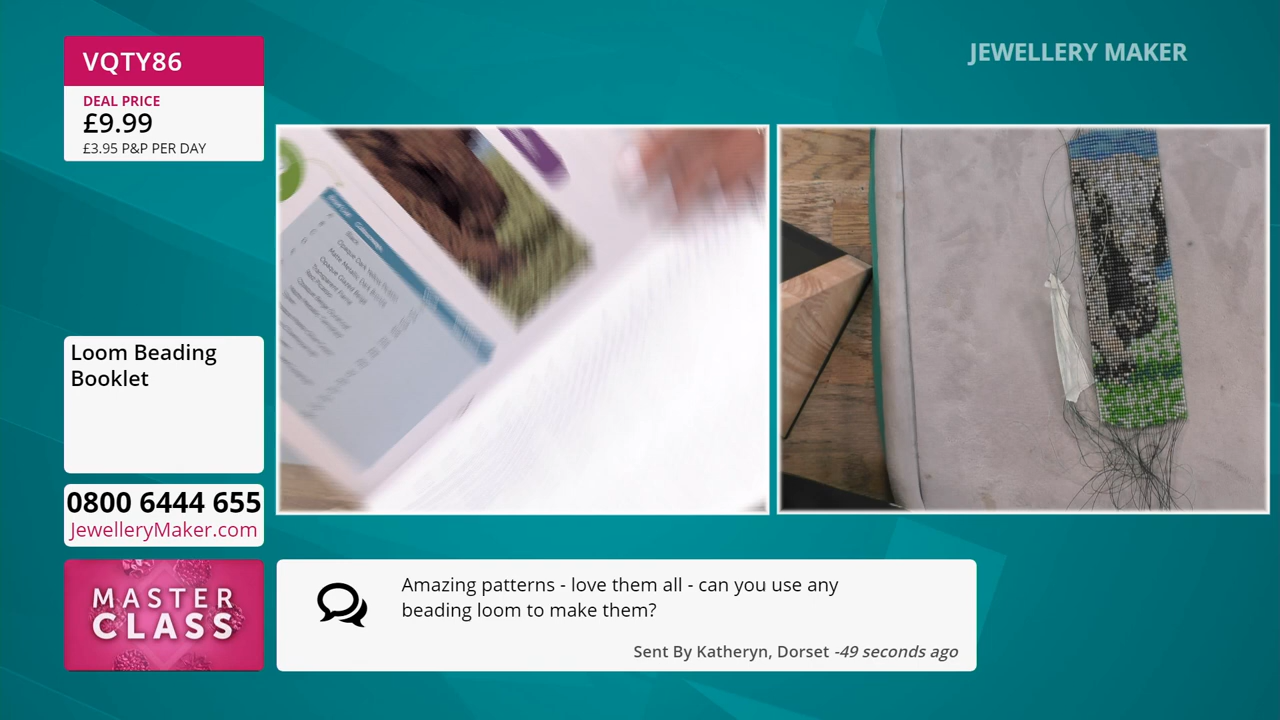 VQTY86
DEAL PRICE
£9.99
£3.95 P&P PER DAY
JEWELLERY MAKER
Loom Beading
Booklet
0800 6444 655
JewelleryMaker.com
MASTER
CLASS
Amazing patterns - love them all - can you use any
beading loom to make them?
Sent By Katheryn, Dorset -49 seconds ago